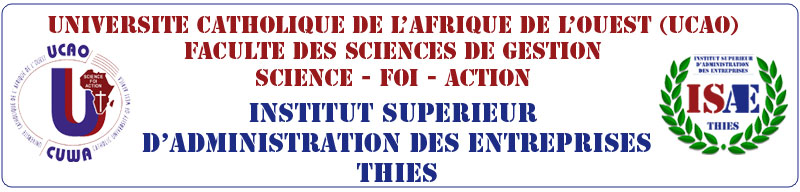 UNIVERSITE CATHOLIQUE DE L'AFRIQUE DE L'OUEST (UCAO)
FACULTE DES SCIENCES DE GESTION
SCIENCE - FOI - ACTION
INSTITUT SUPERIEUR
D'ADMINISTRATION DES ENTREPRISES
THIES
UCAO
SCIENCE
FOI
ACTION
CUWA
INSTITUT SUPERIEUR
D'ADMINISTRATION
DES ENTREPRISES
ISAE
THIES